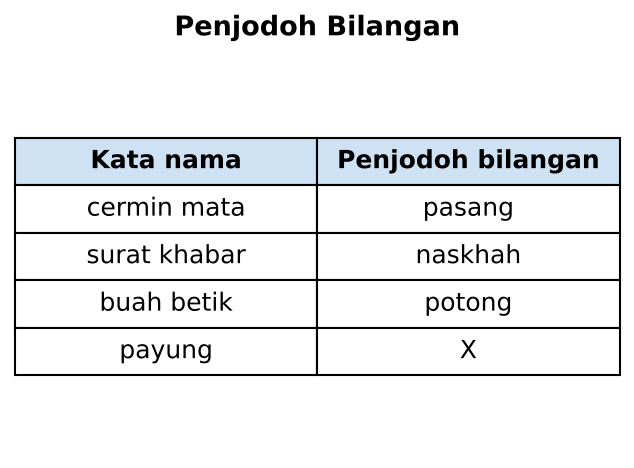 Penjodoh Bilangan
Kata nama Penjodoh bilangan
cermin mata pasang
surat khabar naskhah
buah betik potong
payung X